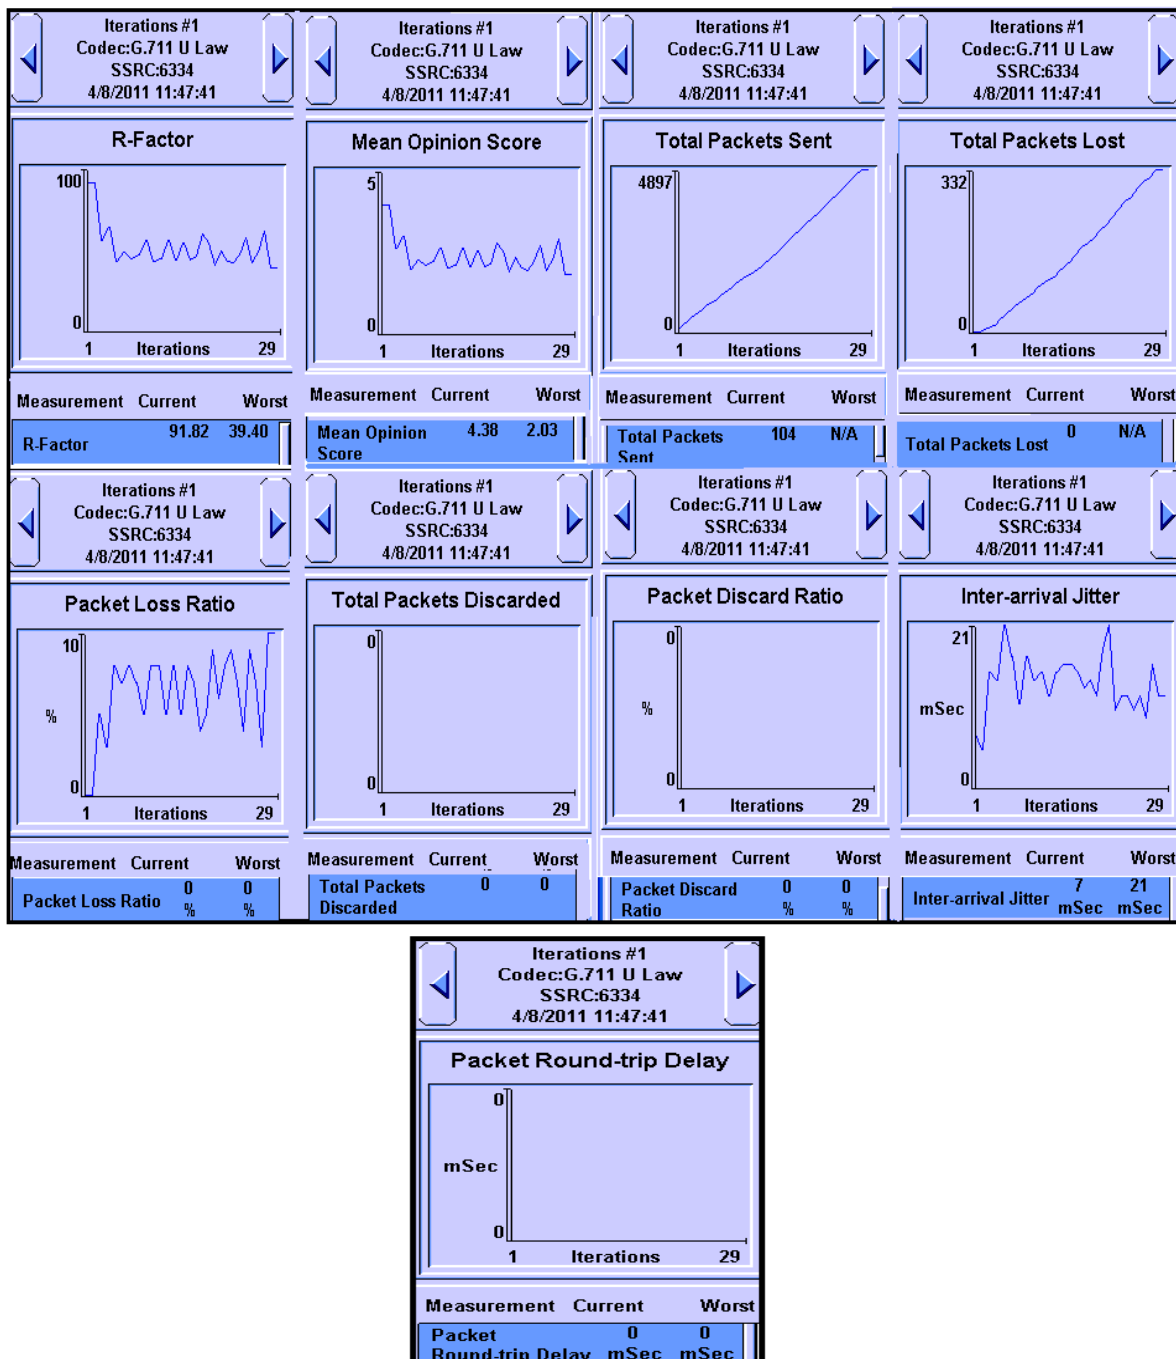 Iterations #1
Codec:G.711 U Law
SSRC:6334
4/8/2011 11:47:41
R-Factor
100
0
1 Iterations 29
Measurement Current Worst
R-Factor 91.82 39.40
Iterations #1
Codec:G.711 U Law
SSRC:6334
4/8/2011 11:47:41
Mean Opinion Score
5
0
1 Iterations 29
Measurement Current Worst
Mean Opinion 4.38 2.03
Score
Iterations #1
Codec:G.711 U Law
SSRC:6334
4/8/2011 11:47:41
Total Packets Sent
4897
0
1 Iterations 29
Measurement Current Worst
Total Packets 104 N/A
Sent
Iterations #1
Codec:G.711 U Law
SSRC:6334
4/8/2011 11:47:41
Total Packets Lost
332
0
1 Iterations 29
Measurement Current Worst
Total Packets Lost 0 N/A
Iterations #1
Codec:G.711 U Law
SSRC:6334
4/8/2011 11:47:41
Packet Loss Ratio
10
%
0
1 Iterations 29
Measurement Current Worst
0 0
Packet Loss Ratio % %
Iterations #1
Codec:G.711 U Law
SSRC:6334
4/8/2011 11:47:41
Total Packets Discarded
0
0
1 Iterations 29
Measurement Current Worst
Total Packets 0 0
Discarded
Iterations #1
Codec:G.711 U Law
SSRC:6334
4/8/2011 11:47:41
Packet Discard Ratio
0
%
0
1 Iterations 29
Measurement Current Worst
Packet Discard 0 0
Ratio % %
Iterations #1
Codec:G.711 U Law
SSRC:6334
4/8/2011 11:47:41
Inter-arrival Jitter
21
mSec
0
1 Iterations 29
Measurement Current Worst
7 21
Inter-arrival Jitter mSec mSec
Iterations #1
Codec:G.711 U Law
SSRC:6334
4/8/2011 11:47:41
Packet Round-trip Delay
0
mSec
0
1 Iterations 29
Measurement Current Worst
Packet 0 0
Round-trip Delay mSec mSec